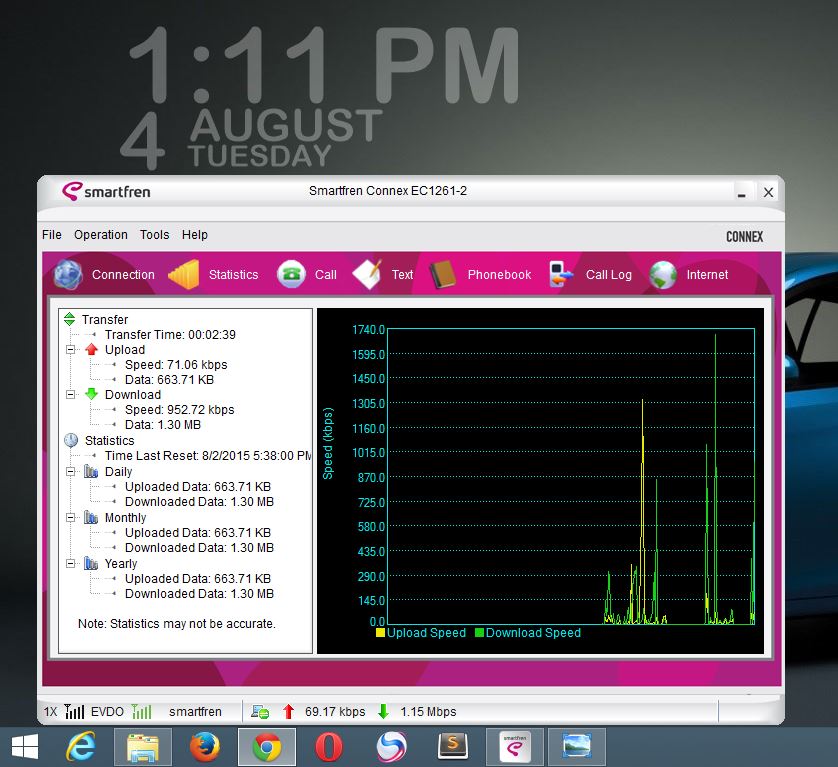 1:11 PM
4 AUGUST
TUESDAY
smartfren
Smartfren Connex EC1261-2
File Operation Tools Help
CONNEX
Connection Statistics Call Text Phonebook Call Log Internet
Transfer
Transfer Time: 00:02:39
Upload
Speed: 71.06 kbps
Data: 663.71 KB
Download
Speed: 952.72 kbps
Data: 1.30 MB
Statistics
Time Last Reset: 8/2/2015 5:38:00 PM
Daily
Uploaded Data: 663.71 KB
Downloaded Data: 1.30 MB
Monthly
Uploaded Data: 663.71 KB
Downloaded Data: 1.30 MB
Yearly
Uploaded Data: 663.71 KB
Downloaded Data: 1.30 MB
Note: Statistics may not be accurate.
Speed (kbps)
1740.0
1595.0
1450.0
1305.0
1160.0
1015.0
870.0
725.0
580.0
435.0
290.0
145.0
0.0
Upload Speed Download Speed
1X EVDO smartfren 69.17 kbps 1.15 Mbps
S
smartfren